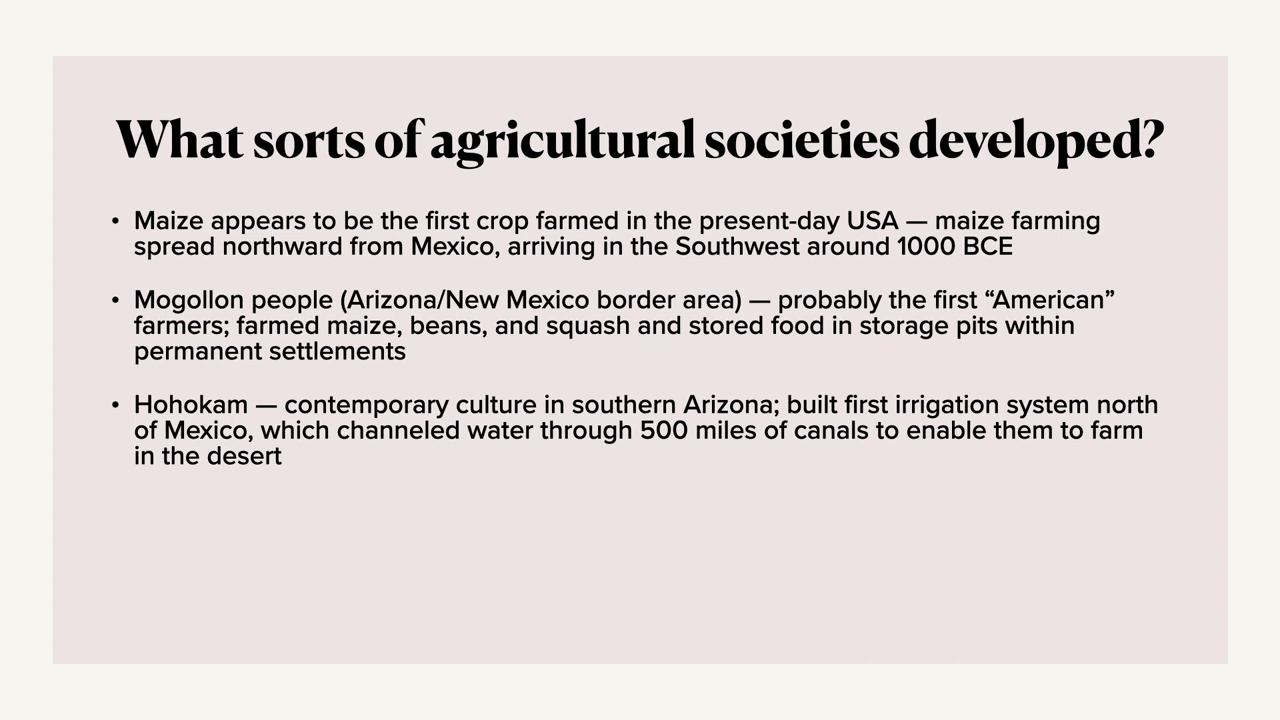 What sorts of agricultural societies developed?
• Maize appears to be the first crop farmed in the present-day USA — maize farming
spread northward from Mexico, arriving in the Southwest around 1000 BCE
• Mogollon people (Arizona/New Mexico border area) — probably the first “American”
farmers; farmed maize, beans, and squash and stored food in storage pits within
permanent settlements
• Hohokam — contemporary culture in southern Arizona; built first irrigation system north
of Mexico, which channeled water through 500 miles of canals to enable them to farm
in the desert